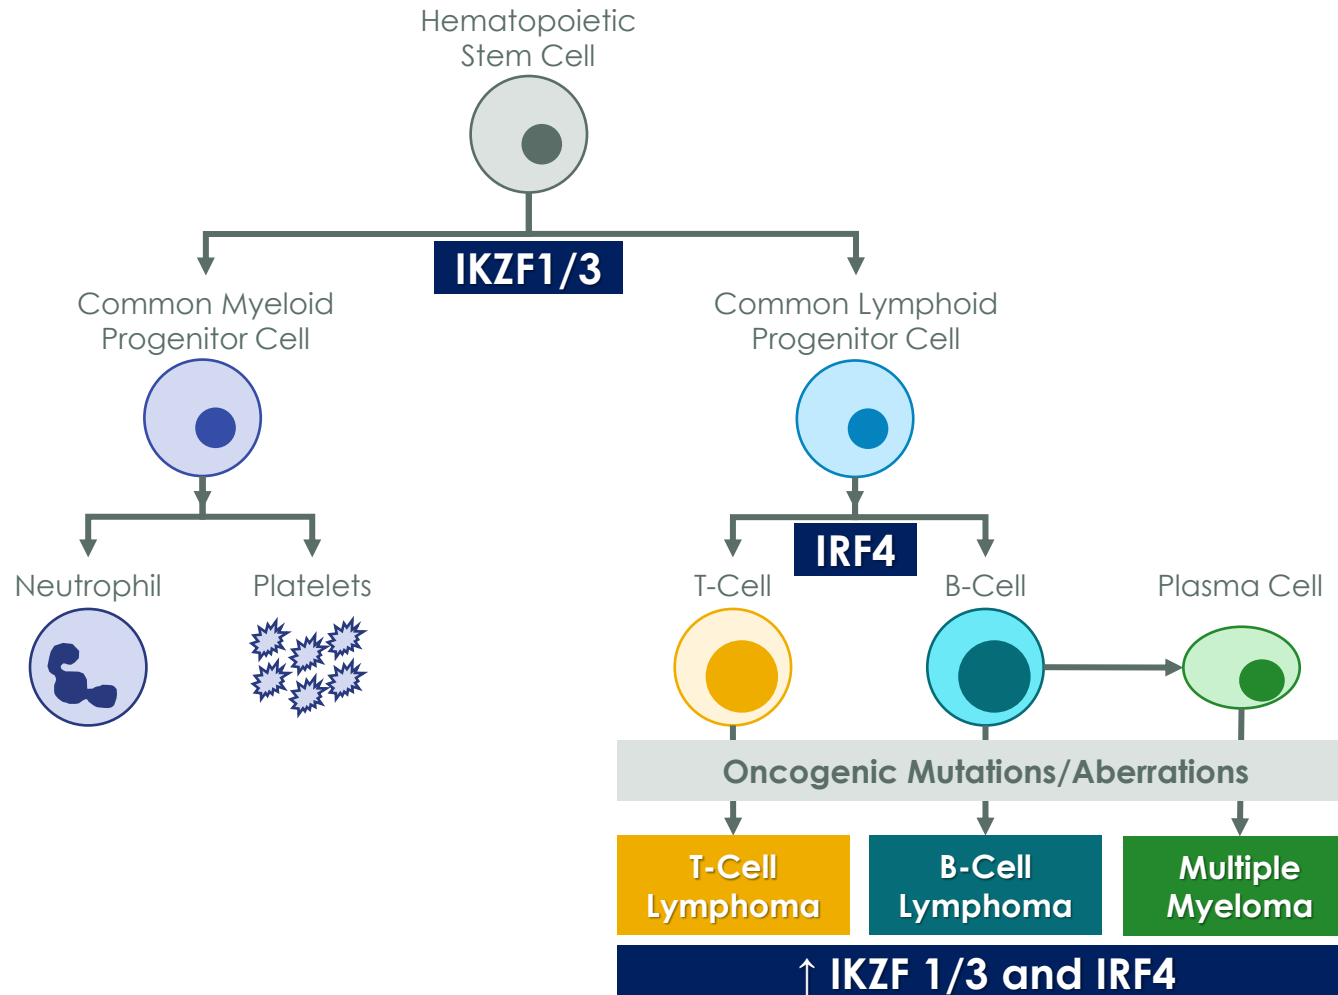 Hematopoietic
Stem Cell
IKZF1/3
Common Myeloid
Progenitor Cell
Common Lymphoid
Progenitor Cell
IRF4
Neutrophil
Platelets
T-Cell
B-Cell
Plasma Cell
Oncogenic Mutations/Aberrations
T-Cell
Lymphoma
B-Cell
Lymphoma
Multiple
Myeloma
↑ IKZF 1/3 and IRF4